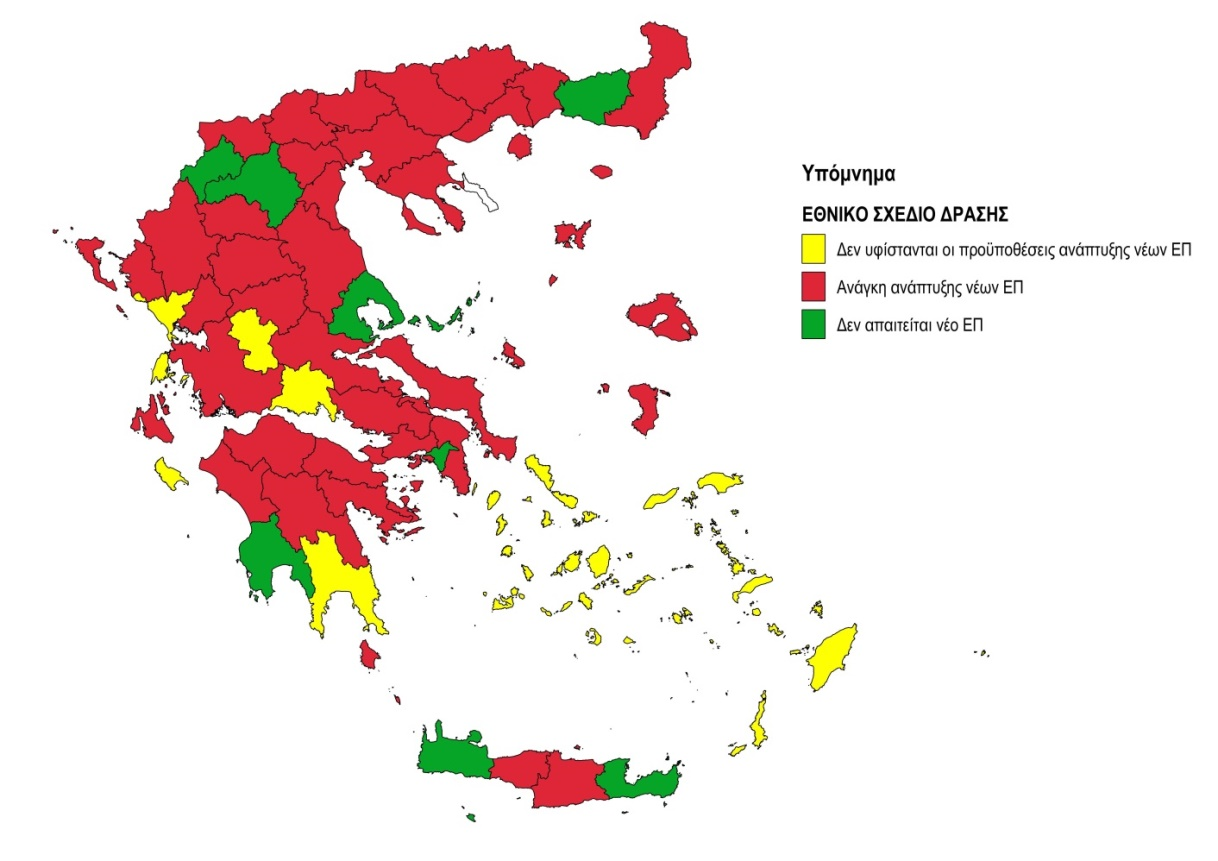 Υπόμνημα
ΕΘΝΙΚΟ ΣΧΕΔΙΟ ΔΡΑΣΗΣ
Δεν υφίστανται οι προϋποθέσεις ανάπτυξης νέων ΕΠ
Ανάγκη ανάπτυξης νέων ΕΠ
Δεν απαιτείται νέο ΕΠ